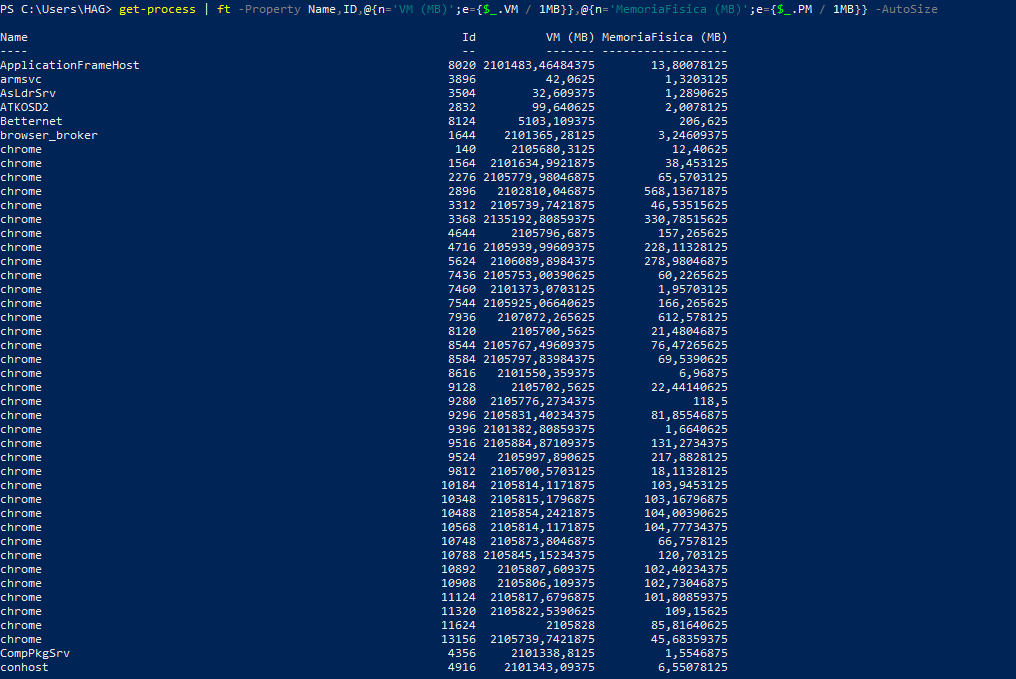 PS C:\Users\HAG> get-process | ft -Property Name,ID,@{n='VM (MB)';e={$_.VM / 1MB}},@{n='MemoriaFisica (MB)';e={$_.PM / 1MB}} -AutoSize
Name Id VM (MB) MemoriaFisica (MB)
---- -- ------- ------------------
ApplicationFrameHost 8020 2101483,46484375 13,80078125
armsvc 3896 42,0625 1,3203125
AsLdrSrv 3504 32,609375 1,2890625
ATKOSD2 2832 99,640625 2,0078125
Betternet 8124 5103,109375 206,625
browser_broker 1644 2101365,28125 3,24609375
chrome 140 2105680,3125 12,40625
chrome 1564 2101634,9921875 38,453125
chrome 2276 2105779,98046875 65,5703125
chrome 2896 2102810,046875 568,13671875
chrome 3312 2105739,7421875 46,53515625
chrome 3368 2135192,80859375 330,78515625
chrome 4644 2105796,6875 157,265625
chrome 4716 2105939,99609375 228,11328125
chrome 5624 2106089,8984375 278,98046875
chrome 7436 2105753,00390625 60,2265625
chrome 7460 2101373,0703125 1,95703125
chrome 7544 2105925,06640625 166,265625
chrome 7936 2107072,265625 612,578125
chrome 8120 2105700,5625 21,48046875
chrome 8544 2105767,49609375 76,47265625
chrome 8584 2105797,83984375 69,5390625
chrome 8616 2101550,359375 6,96875
chrome 9128 2105702,5625 22,44140625
chrome 9280 2105776,2734375 118,5
chrome 9296 2105831,40234375 81,85546875
chrome 9396 2101382,80859375 1,6640625
chrome 9516 2105884,87109375 131,2734375
chrome 9524 2105997,890625 217,8828125
chrome 9812 2105700,5703125 18,11328125
chrome 10184 2105814,1171875 103,9453125
chrome 10348 2105815,1796875 103,16796875
chrome 10488 2105854,2421875 104,00390625
chrome 10568 2105814,1171875 104,77734375
chrome 10748 2105873,8046875 66,7578125
chrome 10788 2105845,15234375 120,703125
chrome 10892 2105807,609375 102,40234375
chrome 10908 2105806,109375 102,73046875
chrome 11124 2105817,6796875 101,80859375
chrome 11320 2105822,5390625 109,15625
chrome 11624 2105828 85,81640625
chrome 13156 2105739,7421875 45,68359375
CompPkgSrv 4356 2101338,8125 1,5546875
conhost 4916 2101343,09375 6,55078125